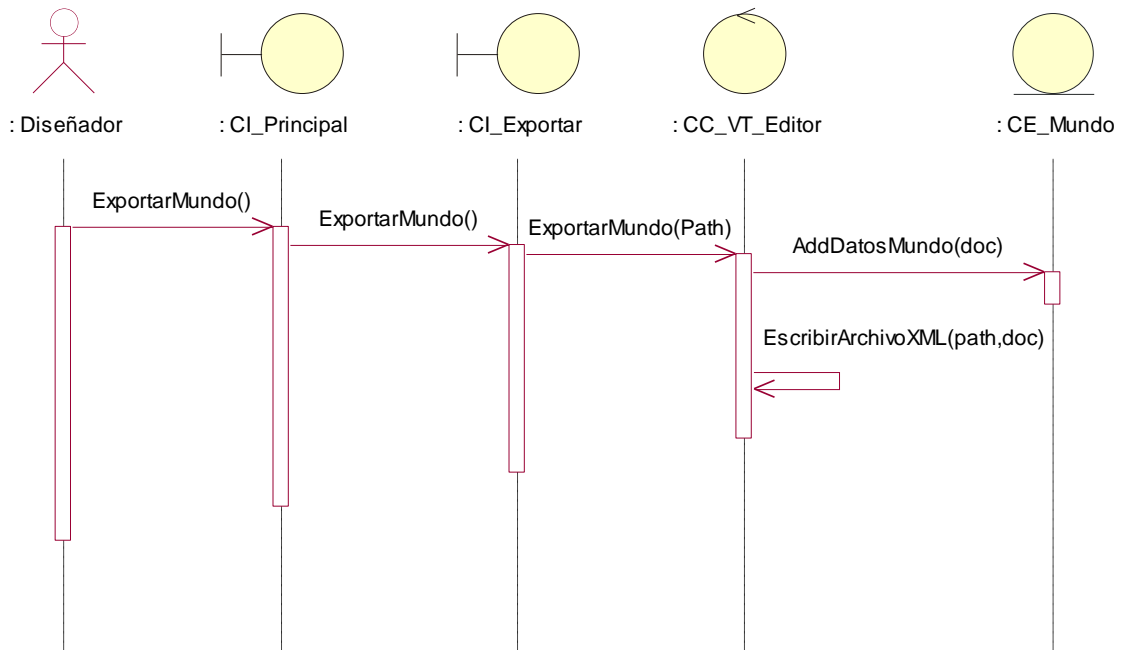 : Diseñador
: CI_Principal
: CI_Exportar
: CC_VT_Editor
: CE_Mundo
ExportarMundo()
ExportarMundo()
ExportarMundo(Path)
AddDatosMundo(doc)
EscribirArchivoXML(path,doc)